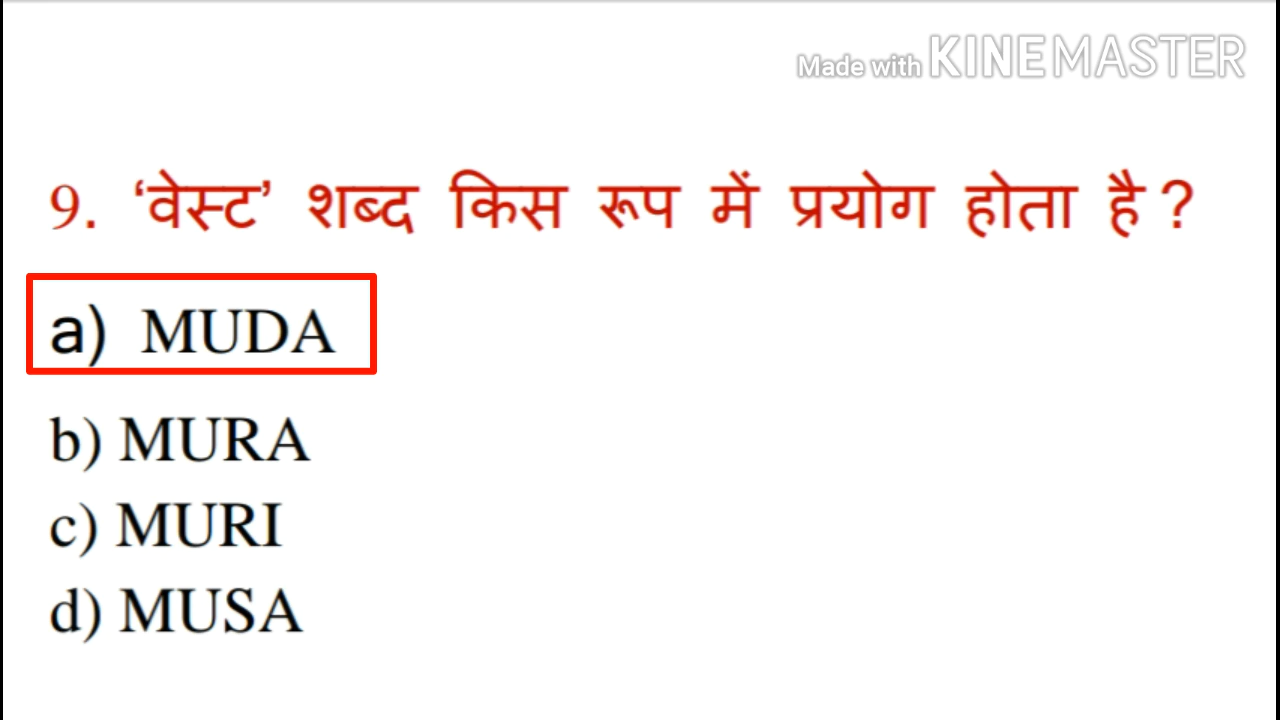 Made with KINEMASTER
9. ‘वेस्ट’ शब्द किस रूप में प्रयोग होता है ?
a) MUDA
b) MURA
c) MURI
d) MUSA